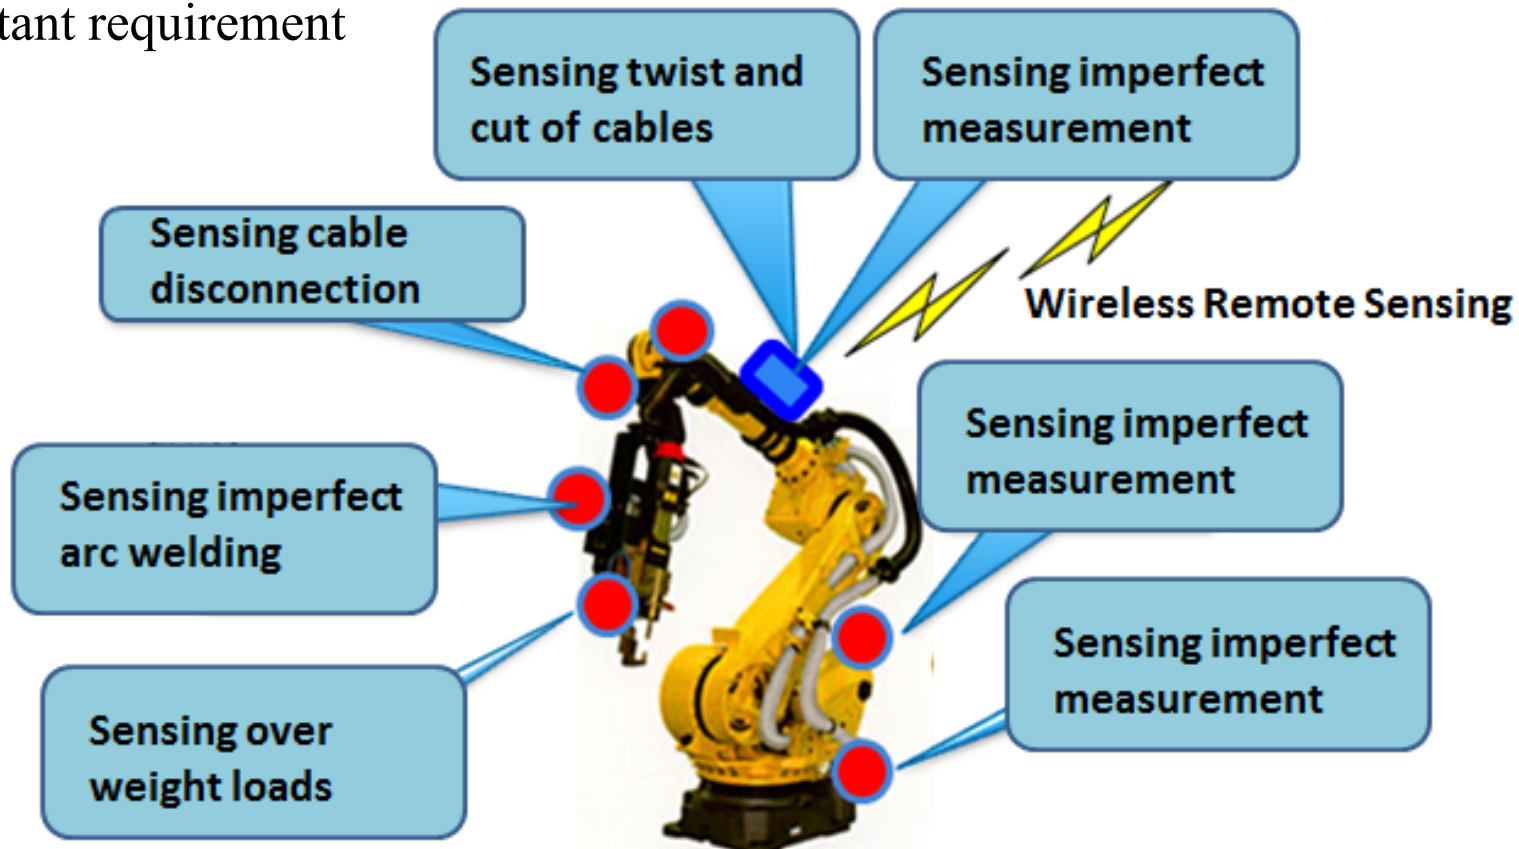 tant requirement
Sensing twist and
cut of cables
Sensing imperfect
measurement
Sensing cable
disconnection
Wireless Remote Sensing
Sensing imperfect
measurement
Sensing imperfect
arc welding
Sensing imperfect
measurement
Sensing over
weight loads